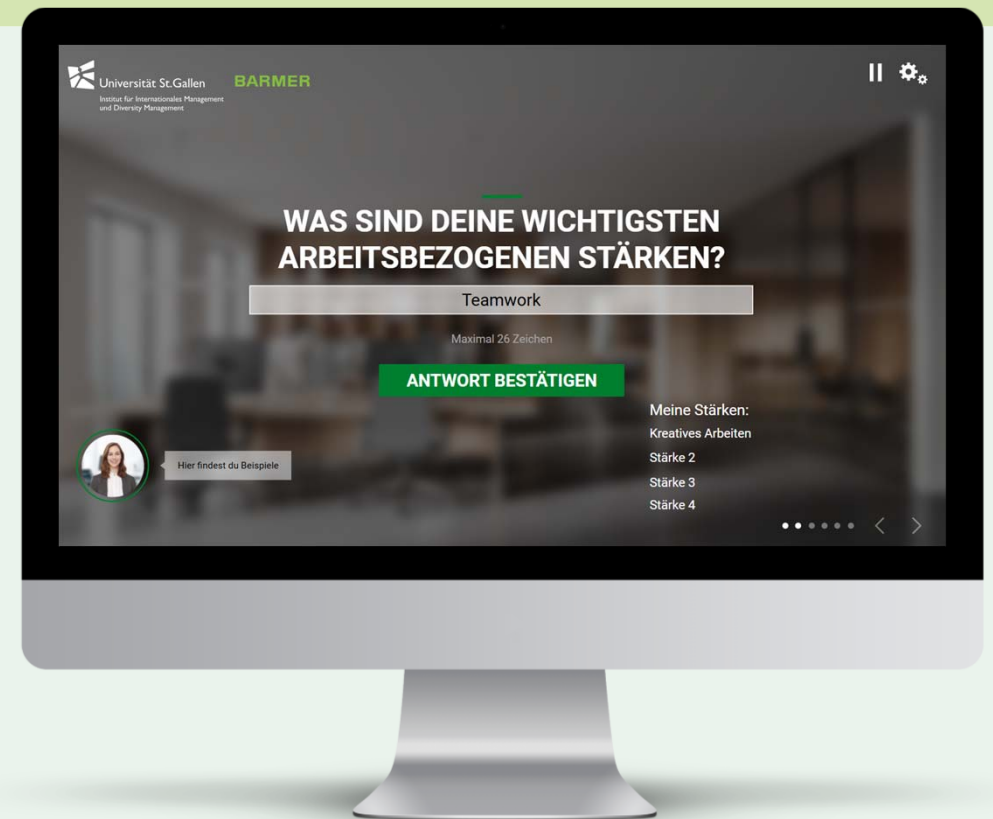 Universität St.Gallen
Institut für Internationales Management
und Diversity Management
BARMER
WAS SIND DEINE WICHTIGSTEN
ARBEITSBEZOGENEN STÄRKEN?
Teamwork
Maximal 26 Zeichen
ANTWORT BESTÄTIGEN
Meine Stärken:
Kreatives Arbeiten
Stärke 2
Stärke 3
Stärke 4
Hier findest du Beispiele